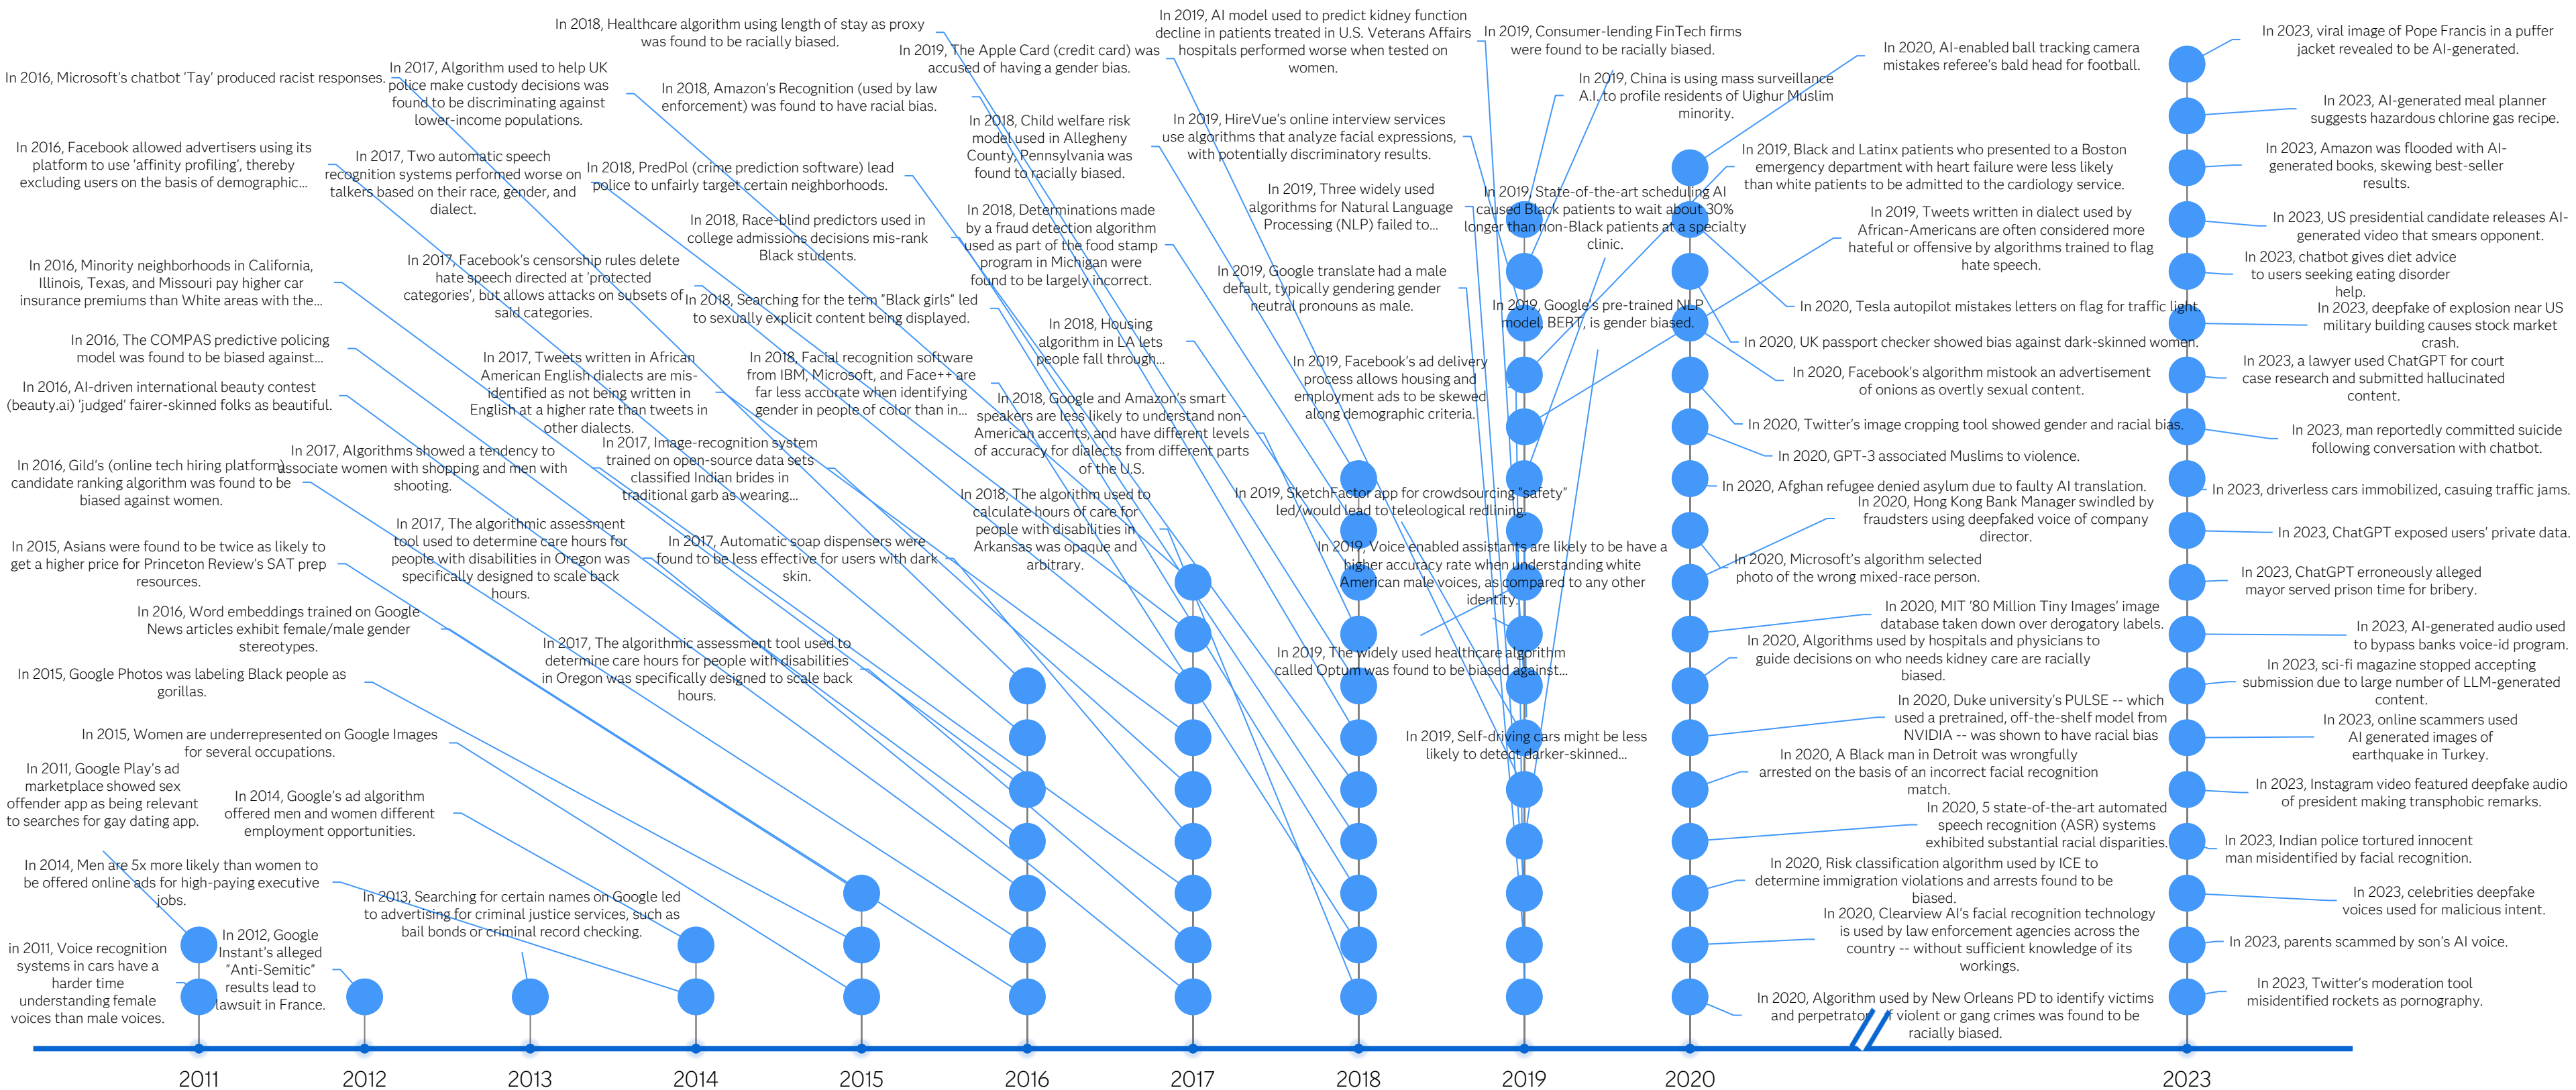 In 2016, Microsoft's chatbot 'Tay' produced racist responses.
In 2016, Facebook allowed advertisers using its
platform to use 'affinity profiling', thereby
excluding users on the basis of demographic...
In 2016, Minority neighborhoods in California,
Illinois, Texas, and Missouri pay higher car
insurance premiums than White areas with the...
In 2016, The COMPAS predictive policing
model was found to be biased against...
In 2016, AI-driven international beauty contest
(beauty.ai) 'judged' fairer-skinned folks as beautiful.
In 2016, Gild's (online tech hiring platform)
candidate ranking algorithm was found to be
biased against women.
In 2015, Asians were found to be twice as likely to
get a higher price for Princeton Review's SAT prep
resources.
In 2016, Word embeddings trained on Google
News articles exhibit female/male gender
stereotypes.
In 2015, Google Photos was labeling Black people as
gorillas.
In 2015, Women are underrepresented on Google Images
for several occupations.
In 2011, Google Play's ad
marketplace showed sex
offender app as being relevant
to searches for gay dating app.
In 2014, Google's ad algorithm
offered men and women different
employment opportunities.
In 2014, Men are 5x more likely than women to
be offered online ads for high-paying executive
jobs.
in 2011, Voice recognition
systems in cars have a
harder time
understanding female
voices than male voices.
In 2012, Google
Instant's alleged
"Anti-Semitic"
results lead to
lawsuit in France.
In 2013, Searching for certain names on Google led
to advertising for criminal justice services, such as
bail bonds or criminal record checking.
In 2017, Algorithm used to help UK
police make custody decisions was
found to be discriminating against
lower-income populations.
In 2017, Two automatic speech
recognition systems performed worse on
talkers based on their race, gender, and
dialect.
In 2017, Facebook's censorship rules delete
hate speech directed at 'protected
categories', but allows attacks on subsets of
said categories.
In 2017, Tweets written in African
American English dialects are mis-
identified as not being written in
English at a higher rate than tweets in
other dialects.
In 2017, Algorithms showed a tendency to
associate women with shopping and men with
shooting.
In 2017, Image-recognition system
trained on open-source data sets
classified Indian brides in
traditional garb as wearing...
In 2017, The algorithmic assessment
tool used to determine care hours for
people with disabilities in Oregon was
specifically designed to scale back
hours.
In 2017, Automatic soap dispensers were
found to be less effective for users with dark
skin.
In 2017, The algorithmic assessment tool used to
determine care hours for people with disabilities
in Oregon was specifically designed to scale back
hours.
In 2018, Healthcare algorithm using length of stay as proxy
was found to be racially biased.
In 2018, Amazon's Recognition (used by law
enforcement) was found to have racial bias.
In 2018, PredPol (crime prediction software) lead
police to unfairly target certain neighborhoods.
In 2018, Race-blind predictors used in
college admissions decisions mis-rank
Black students.
In 2018, Searching for the term "Black girls" led
to sexually explicit content being displayed.
In 2018, Facial recognition software
from IBM, Microsoft, and Face++ are
far less accurate when identifying
gender in people of color than in...
In 2018, Child welfare risk
model used in Allegheny
County, Pennsylvania was
found to racially biased.
In 2018, Determinations made
by a fraud detection algorithm
used as part of the food stamp
program in Michigan were
found to be largely incorrect.
In 2018, Housing
algorithm in LA lets
people fall through...
In 2018, Google and Amazon's smart
speakers are less likely to understand non-
American accents, and have different levels
of accuracy for dialects from different parts
of the U.S.
In 2018, The algorithm used to
calculate hours of care for
people with disabilities in
Arkansas was opaque and
arbitrary.
In 2019, The Apple Card (credit card) was
accused of having a gender bias.
In 2019, AI model used to predict kidney function
decline in patients treated in U.S. Veterans Affairs
hospitals performed worse when tested on
women.
In 2019, HireVue's online interview services
use algorithms that analyze facial expressions,
with potentially discriminatory results.
In 2019, Three widely used
algorithms for Natural Language
Processing (NLP) failed to...
In 2019, Google translate had a male
default, typically gendering gender
neutral pronouns as male.
In 2019, Facebook's ad delivery
process allows housing and
employment ads to be skewed
along demographic criteria.
In 2019, SketchFactor app for crowdsourcing "safety"
led/would lead to teleological redlining.
In 2019, Voice enabled assistants are likely to be have a
higher accuracy rate when understanding white
American male voices, as compared to any other
identity.
In 2019, The widely used healthcare algorithm
called Optum was found to be biased against...
In 2019, Self-driving cars might be less
likely to detect darker-skinned...
In 2019, Consumer-lending FinTech firms
were found to be racially biased.
In 2019, China is using mass surveillance
A.I. to profile residents of Uighur Muslim
minority.
In 2019, State-of-the-art scheduling AI
caused Black patients to wait about 30%
longer than non-Black patients at a specialty
clinic.
In 2019, Google's pre-trained NLP
model, BERT, is gender biased.
In 2020, AI-enabled ball tracking camera
mistakes referee's bald head for football.
In 2019, Black and Latinx patients who presented to a Boston
emergency department with heart failure were less likely
than white patients to be admitted to the cardiology service.
In 2019, Tweets written in dialect used by
African-Americans are often considered more
hateful or offensive by algorithms trained to flag
hate speech.
In 2020, Tesla autopilot mistakes letters on flag for traffic light.
In 2020, UK passport checker showed bias against dark-skinned women.
In 2020, Facebook's algorithm mistook an advertisement
of onions as overtly sexual content.
In 2020, Twitter's image cropping tool showed gender and racial bias.
In 2020, GPT-3 associated Muslims to violence.
In 2020, Afghan refugee denied asylum due to faulty AI translation.
In 2020, Hong Kong Bank Manager swindled by
fraudsters using deepfaked voice of company
director.
In 2020, Microsoft's algorithm selected
photo of the wrong mixed-race person.
In 2020, MIT '80 Million Tiny Images' image
database taken down over derogatory labels.
In 2020, Algorithms used by hospitals and physicians to
guide decisions on who needs kidney care are racially
biased.
In 2020, Duke university's PULSE -- which
used a pretrained, off-the-shelf model from
NVIDIA -- was shown to have racial bias
In 2020, A Black man in Detroit was wrongfully
arrested on the basis of an incorrect facial recognition
match.
In 2020, 5 state-of-the-art automated
speech recognition (ASR) systems
exhibited substantial racial disparities.
In 2020, Risk classification algorithm used by ICE to
determine immigration violations and arrests found to be
biased.
In 2020, Clearview AI's facial recognition technology
is used by law enforcement agencies across the
country -- without sufficient knowledge of its
workings.
In 2020, Algorithm used by New Orleans PD to identify victims
and perpetrator violent or gang crimes was found to be
racially biased.
In 2023, viral image of Pope Francis in a puffer
jacket revealed to be AI-generated.
In 2023, AI-generated meal planner
suggests hazardous chlorine gas recipe.
In 2023, Amazon was flooded with AI-
generated books, skewing best-seller
results.
In 2023, US presidential candidate releases AI-
generated video that smears opponent.
In 2023, chatbot gives diet advice
to users seeking eating disorder
help.
In 2023, deepfake of explosion near US
military building causes stock market
crash.
In 2023, a lawyer used ChatGPT for court
case research and submitted hallucinated
content.
In 2023, man reportedly committed suicide
following conversation with chatbot.
In 2023, driverless cars immobilized, casuing traffic jams.
In 2023, ChatGPT exposed users' private data.
In 2023, ChatGPT erroneously alleged
mayor served prison time for bribery.
In 2023, AI-generated audio used
to bypass banks voice-id program.
In 2023, sci-fi magazine stopped accepting
submission due to large number of LLM-generated
content.
In 2023, online scammers used
AI generated images of
earthquake in Turkey.
In 2023, Instagram video featured deepfake audio
of president making transphobic remarks.
In 2023, Indian police tortured innocent
man misidentified by facial recognition.
In 2023, celebrities deepfake
voices used for malicious intent.
In 2023, parents scammed by son's AI voice.
In 2023, Twitter's moderation tool
misidentified rockets as pornography.
2011 2012 2013 2014 2015 2016 2017 2018 2019 2020 2023